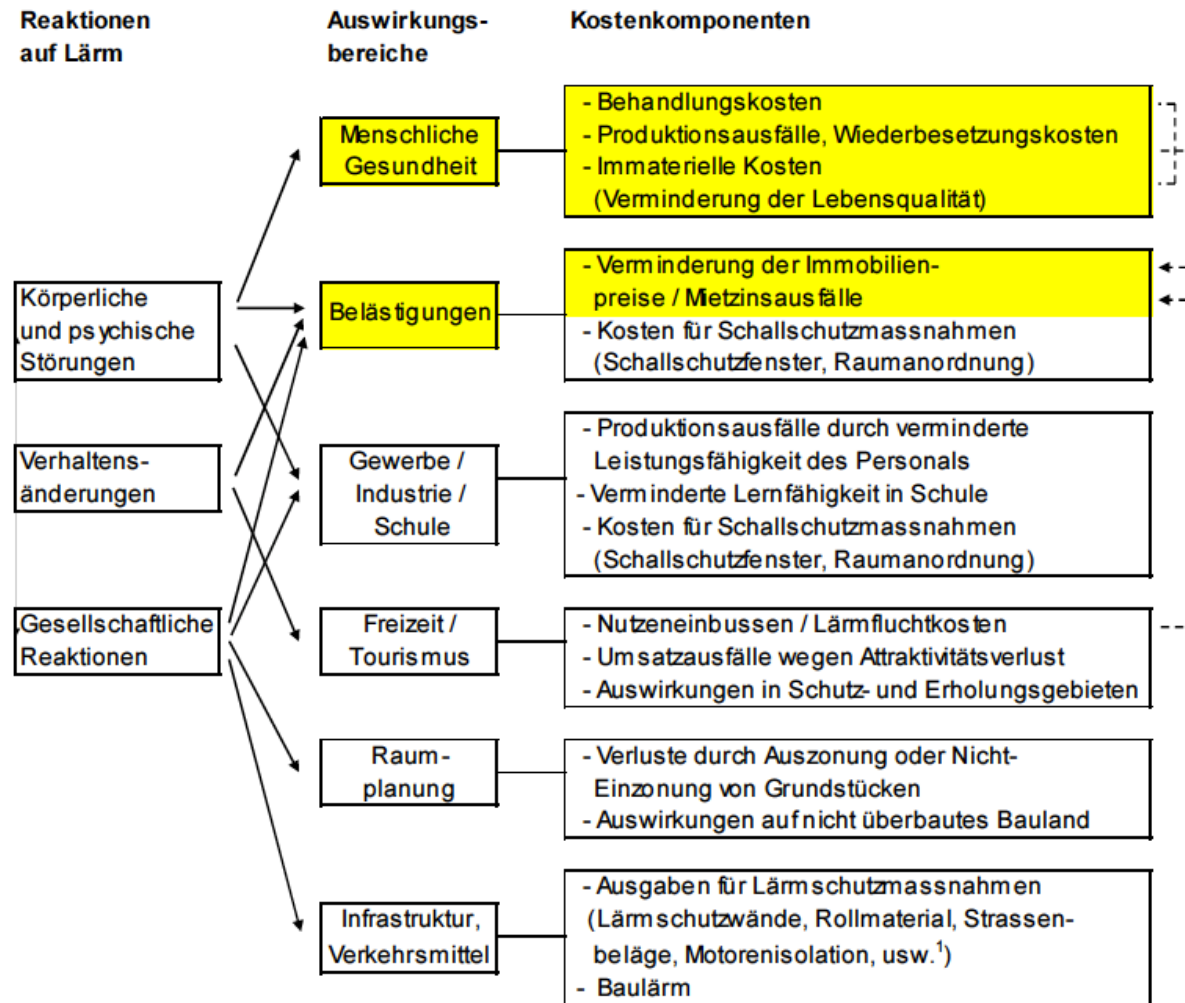 Reaktionen
auf Lärm
Auswirkungs-
bereiche
Kostenkomponenten
Körperliche
und psychische
Störungen
Verhaltens-
änderungen
Gesellschaftliche
Reaktionen
Menschliche
Gesundheit
- Behandlungskosten
- Produktionsausfälle, Wiederbesetzungskosten
- Immaterielle Kosten
(Verminderung der Lebensqualität)
Belästigungen
- Verminderung der Immobilien-
preise / Mietzinsausfälle
- Kosten für Schallschutzmassnahmen
(Schallschutzfenster, Raumanordnung)
Gewerbe /
Industrie /
Schule
- Produktionsausfälle durch verminderte
Leistungsfähigkeit des Personals
- Verminderte Lernfähigkeit in Schule
- Kosten für Schallschutzmassnahmen
(Schallschutzfenster, Raumanordnung)
Freizeit /
Tourismus
- Nutzeneinbussen / Lärmfluchtkosten
- Umsatzausfälle wegen Attraktivitätsverlust
- Auswirkungen in Schutz- und Erholungsgebieten
Raum-
planung
- Verluste durch Auszonung oder Nicht-
Einzonung von Grundstücken
- Auswirkungen auf nicht überbautes Bauland
Infrastruktur,
Verkehrsmittel
- Ausgaben für Lärmschutzmassnahmen
(Lärmschutzwände, Rollmaterial, Strassen-
beläge, Motorenisolation, usw.¹)
- Baulärm